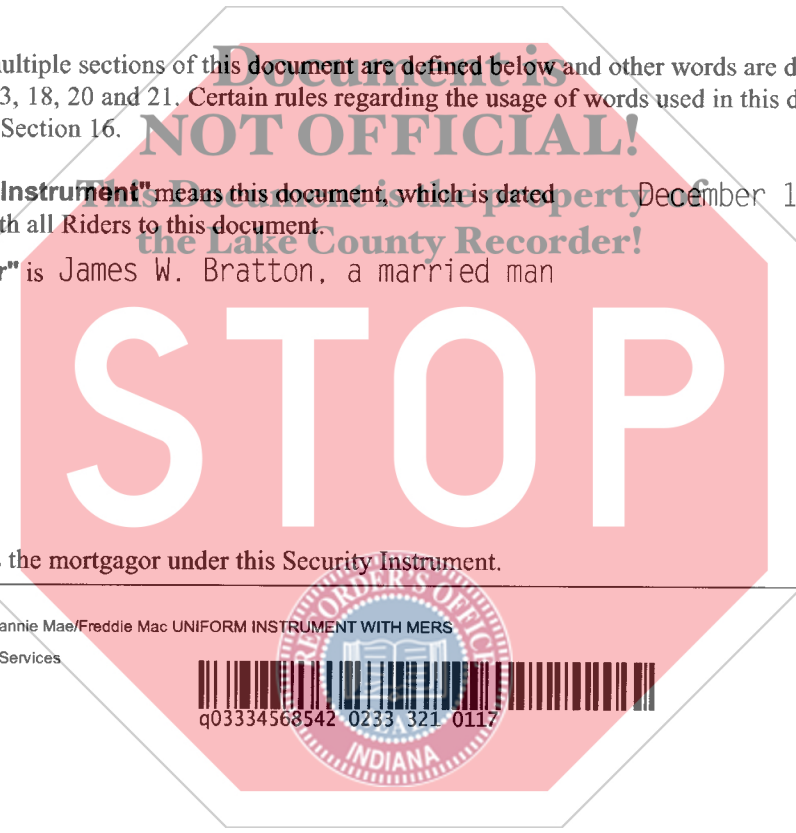 Document is
ultiple sections of this document are defined below and other words are d
3, 18, 20 and 21. Certain rules regarding the usage of words used in this d
Section 16.
NOT OFFICIAL!
Instrument" means this document, which is dated December 1
This Document is the property of
th all Riders to this document.
the Lake County Recorder!
r" is James W. Bratton, a married man
STOP
the mortgagor under this Security Instrument.
RECORDER'S OFFICE
annie Mae/Freddie Mac UNIFORM INSTRUMENT WITH MERS
Services
q03334568542 0233 321 0117
INDIANA